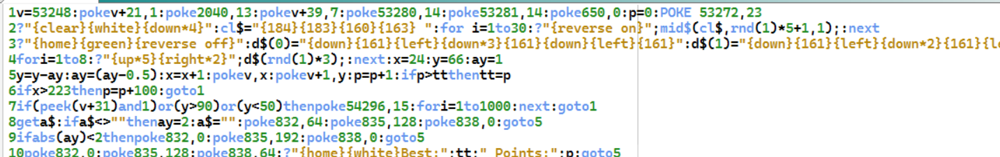 1v=53248:pokev+21,1:poke2040,13:pokev+39,7:poke53280,14:poke53281,14:poke650,0:p=0:POKE 53272,23
2?"{clear}{white}{down*4}":cl$="{184}{183}{160}{163} ":for i=1to30:?"{reverse on}";mid$(cl$,rnd(1)*5+1,1);:next
3?"{home}{green}{reverse off}":d$(0)="{down}{161}{left}{down*3}{161}{down}{left}{161}":d$(1)="{down}{161}{left}{down*2}{161}{l
4fori=1to8:?"{up*5}{right*2}";d$(rnd(1)*3);:next:x=24:y=66:ay=1
5y=y-ay:ay=(ay-0.5):x=x+1:pokev,x:pokev+1,y:p=p+1:ifp>ttthentt=p
6ifx>223thenp=p+100:goto1
7if(peek(v+31)and1)or(y>90)or(y<50)thenpoke54296,15:fori=1to1000:next:goto1
8geta$:ifa$<>""thenay=2:a$="":poke832,64:poke835,128:poke838,0:goto5
9ifabs(ay)<2thenpoke832,0:poke835,192:poke838,0:goto5
10poke832,0:poke835,128:poke838,64:?"{home}{white}Best:";tt;" Points:";p:goto5